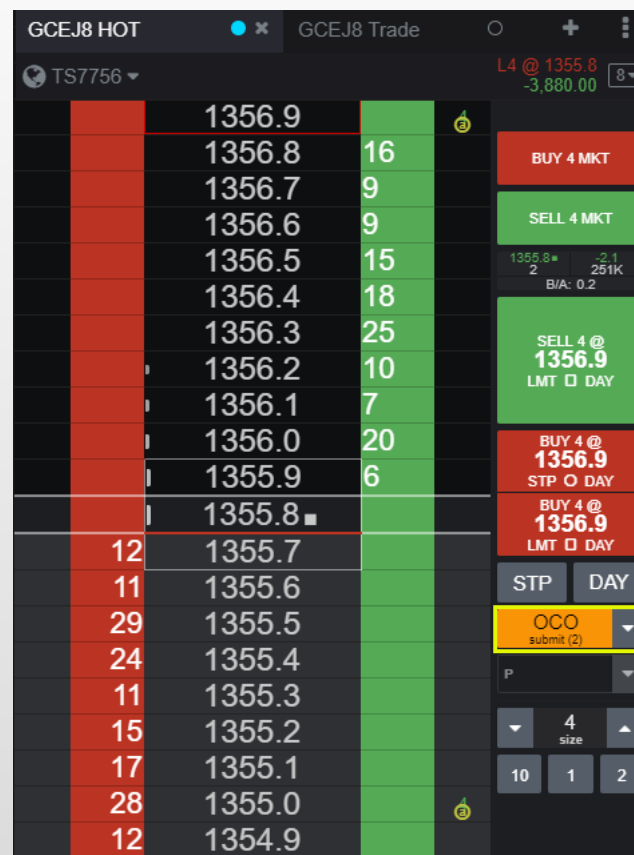 GCEJ8 HOT
GCEJ8 Trade
TS7756
L4 @ 1355.8
-3,880.00
8
1356.9 4 a
1356.8 16
1356.7 9
1356.6 9
1356.5 15
1356.4 18
1356.3 25
1356.2 10
1356.1 7
1356.0 20
1355.9 6
1355.8
12 1355.7
11 1355.6
29 1355.5
24 1355.4
11 1355.3
15 1355.2
17 1355.1
28 1355.0 4 a
12 1354.9
BUY 4 MKT
SELL 4 MKT
1355.8 -2.1
2 251K
B/A: 0.2
SELL 4 @
1356.9
LMT DAY
BUY 4 @
1356.9
STP DAY
BUY 4 @
1356.9
LMT DAY
STP DAY
OCO
submit (2)
P
4
size
10 1 2